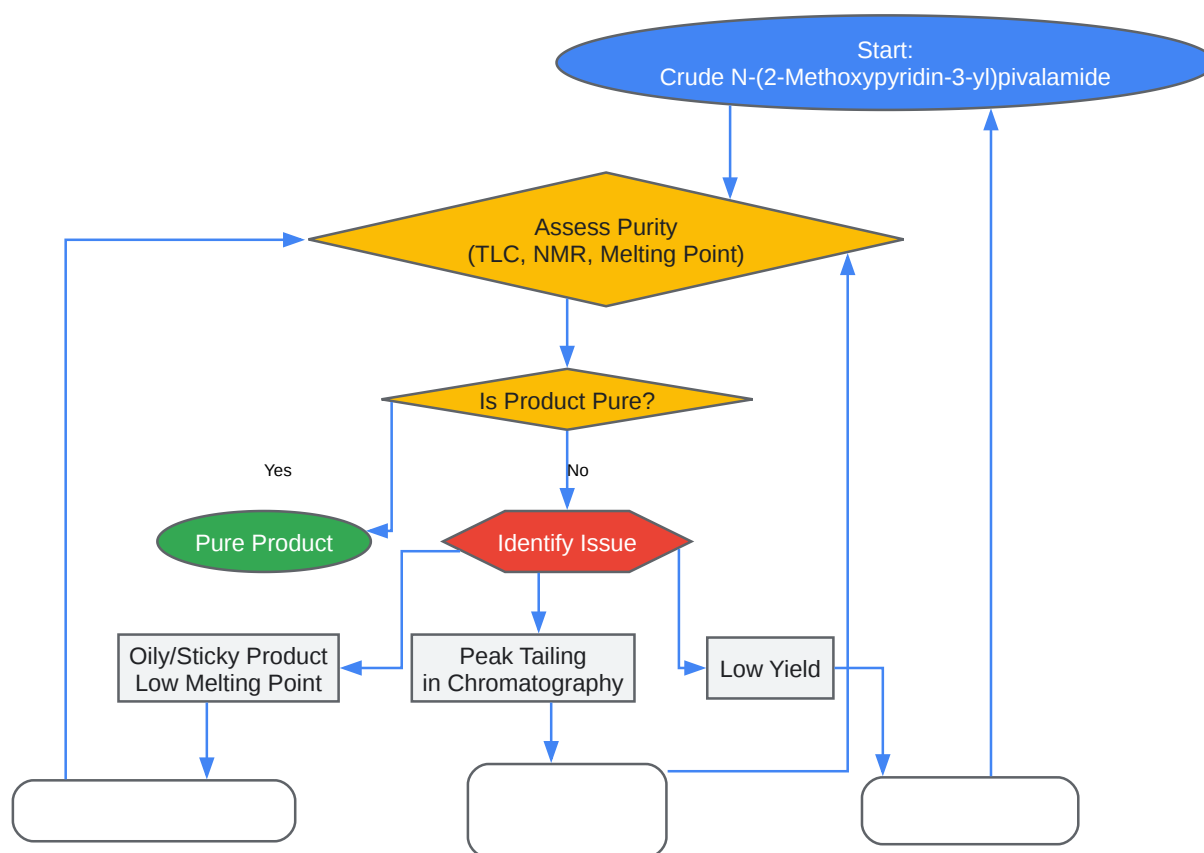 Start:
Crude N-(2-Methoxypyridin-3-yl)pivalamide
Assess Purity
(TLC, NMR, Melting Point)
Is Product Pure?
Yes
No
Pure Product
Identify Issue
Oily/Sticky Product
Low Melting Point
Peak Tailing
in Chromatography
Low Yield